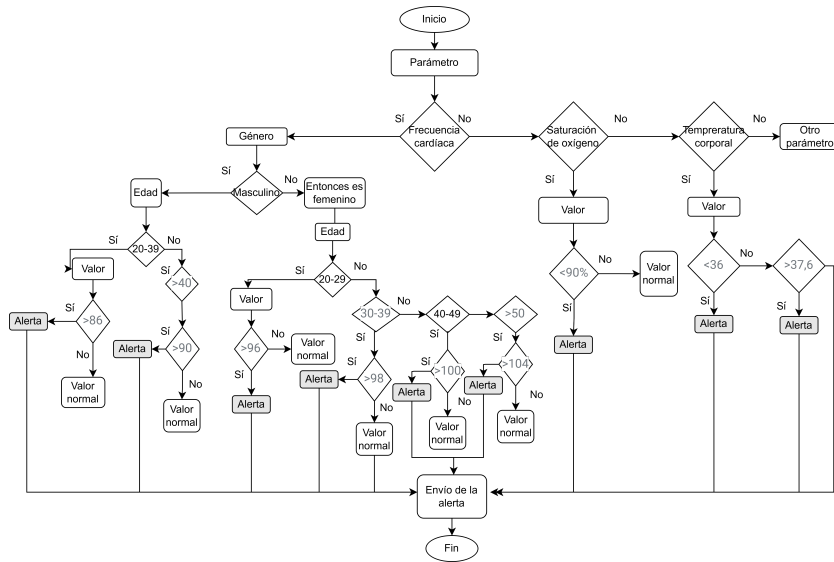 Inicio
Parámetro
Sí
Frecuencia
cardíaca
No
Saturación
de oxígeno
No
Tempreratura
corporal
No
Otro
parámetro
Género
Sí
Masculino
No
Entonces es
femenino
Edad
Edad
Sí
20-39
No
Valor
Sí
>40
Sí
>86
Alerta
No
Valor
normal
Sí
>90
Alerta
No
Valor
normal
Sí
20-29
No
Valor
>96
No
Valor
normal
Sí
Alerta
30-39
No
Sí
>98
Alerta
No
Valor
normal
40-49
No
Sí
>100
Alerta
No
Valor
normal
>50
Sí
>104
Alerta
No
Valor
normal
Sí
Valor
<90%
No
Valor
normal
Sí
Alerta
Sí
Valor
<36
No
Sí
Alerta
>37,6
Sí
Alerta
Envío de la
alerta
Fin